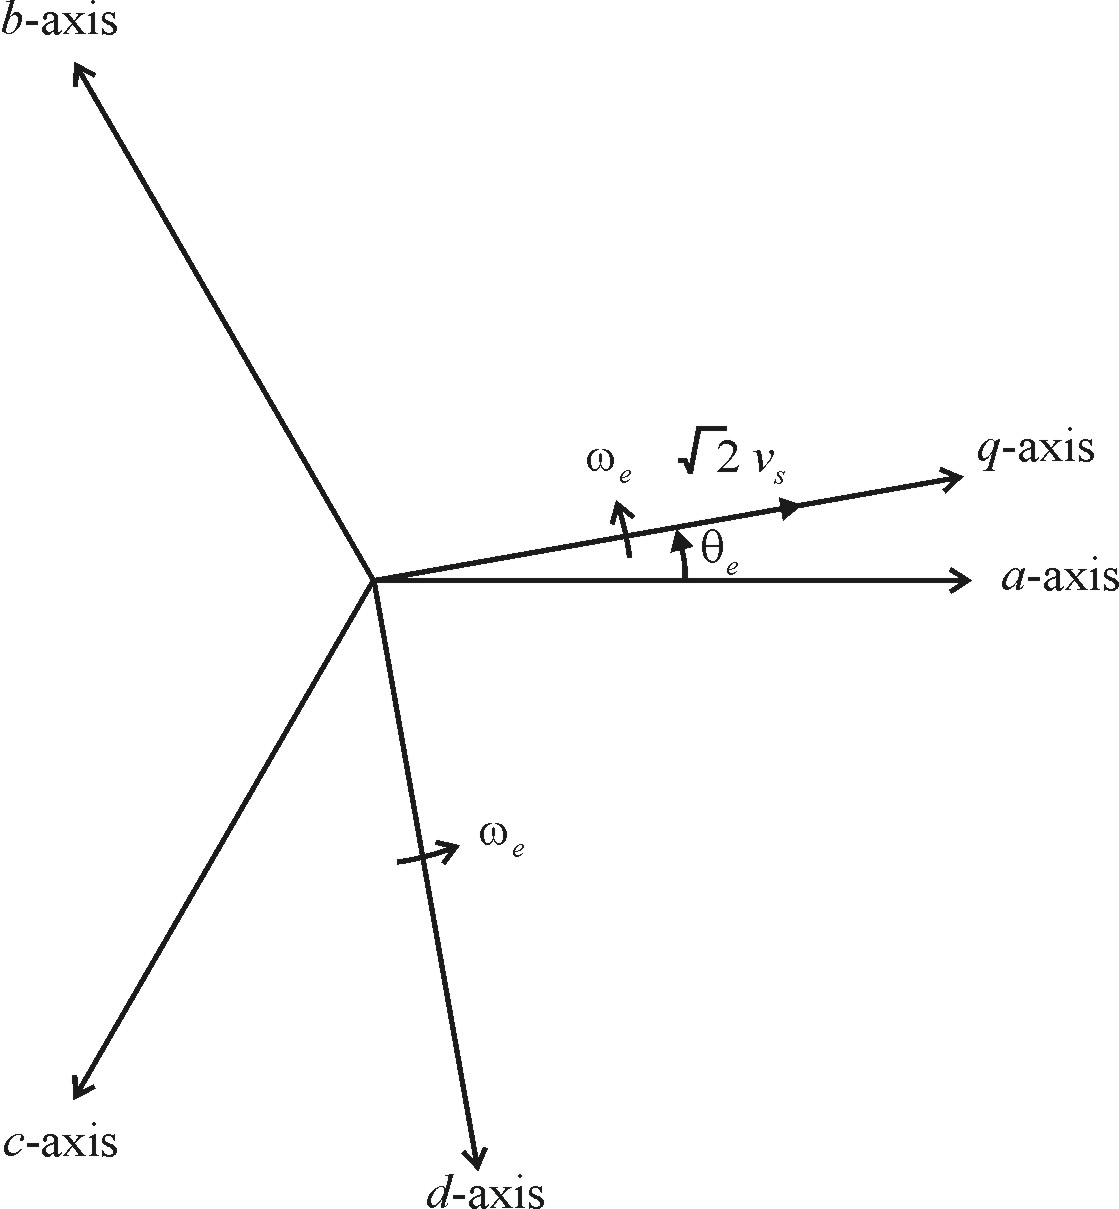 b-axis
ωe √2 vs q-axis
θe a-axis
ωe
c-axis
d-axis